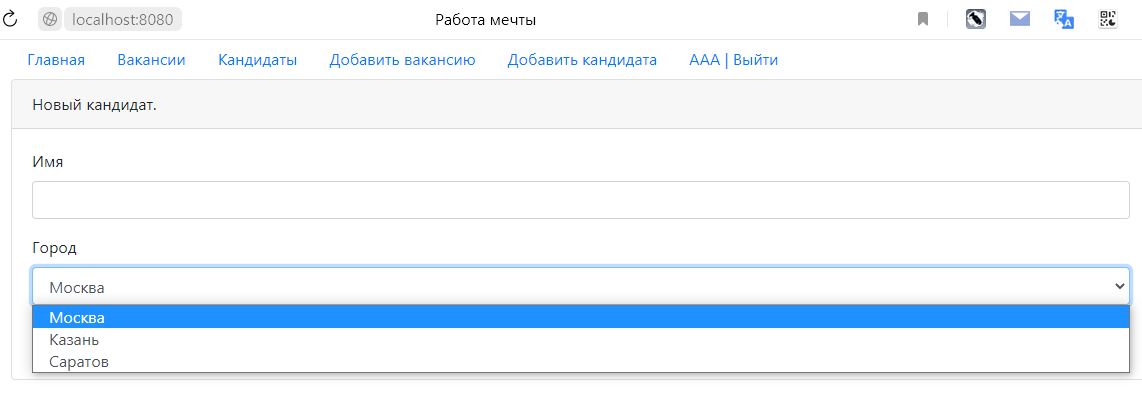 localhost:8080 Работа мечты
Главная Вакансии Кандидаты Добавить вакансию Добавить кандидата AAA | Выйти
Новый кандидат.
Имя
Город
Москва
Москва
Казань
Саратов